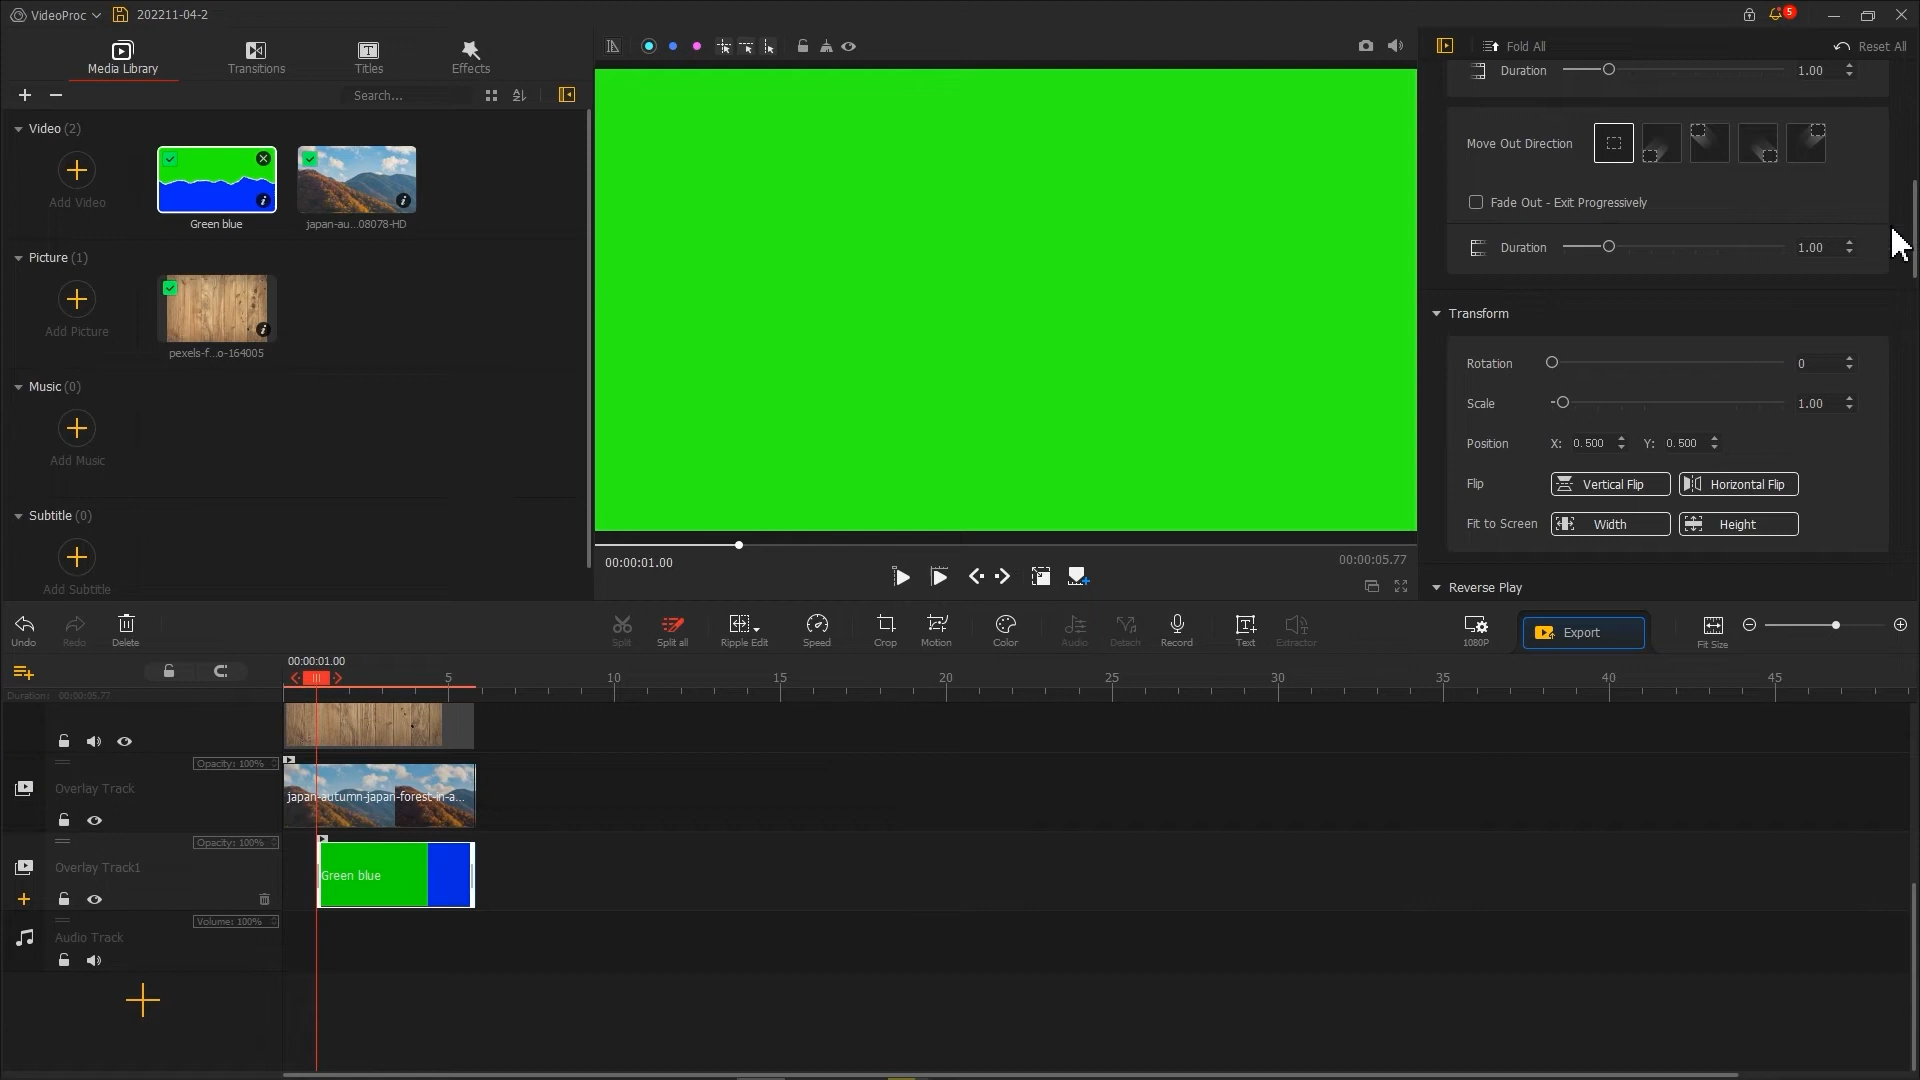 VideoProc
202211-04-2
5
Media Library
Transitions
Titles
Effects
Fold All
Reset All
Search...
Duration
1.00
Video (2)
Add Video
Green blue
japan-au...08078-HD
Move Out Direction
Fade Out - Exit Progressively
Duration
1.00
Picture (1)
Add Picture
pexels-f...o-164005
Transform
Rotation
0
Scale
1.00
Position
X: 0.500
Y: 0.500
Flip
Vertical Flip
Horizontal Flip
Fit to Screen
Width
Height
Music (0)
Add Music
Subtitle (0)
Add Subtitle
00:00:01.00
00:00:05.77
Reverse Play
Undo
Redo
Delete
Split
Split all
Ripple Edit
Speed
Crop
Motion
Color
Audio
Detach
Record
Text
Extractor
1080P
Export
Fit Size
00:00:01.00
5
10
15
20
25
30
35
40
45
Duration: 00:00:05.77
Opacity: 100%
Overlay Track
japan-autumn-japan-forest-in-a...
Opacity: 100%
Overlay Track1
Green blue
Volume: 100%
Audio Track